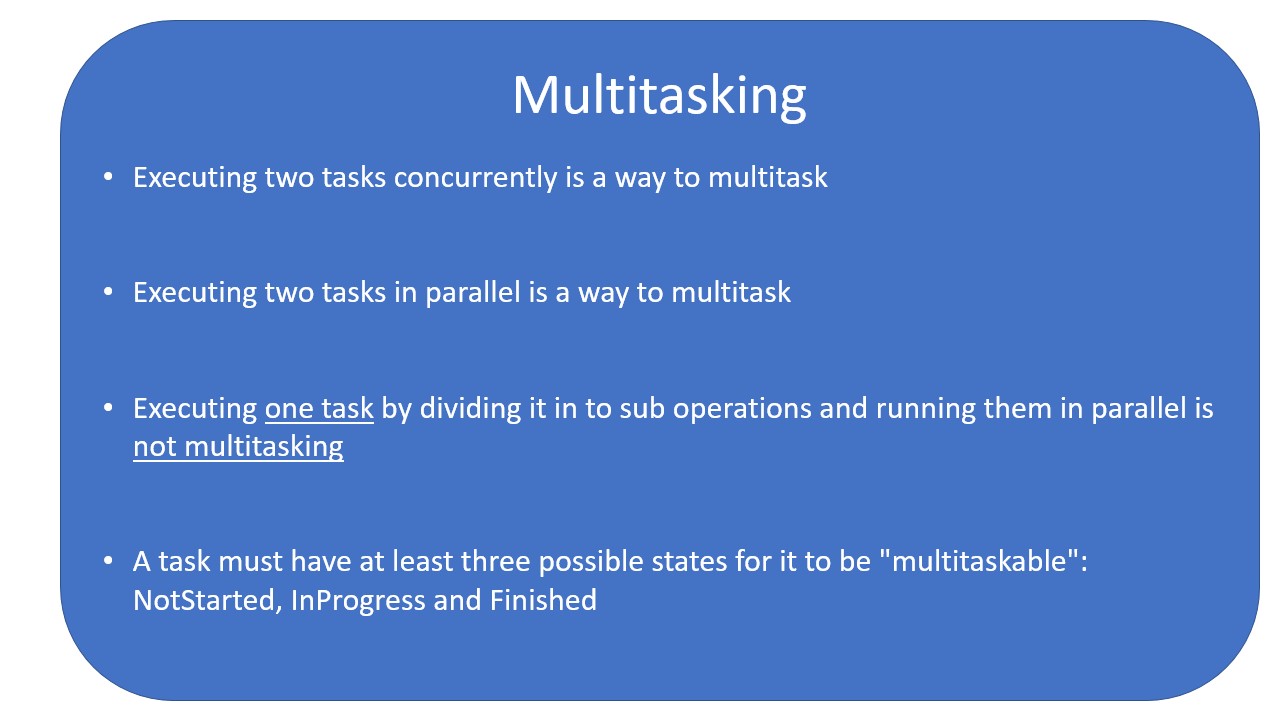 Multitasking
• Executing two tasks concurrently is a way to multitask
• Executing two tasks in parallel is a way to multitask
• Executing one task by dividing it in to sub operations and running them in parallel is
not multitasking
• A task must have at least three possible states for it to be "multitaskable":
NotStarted, InProgress and Finished